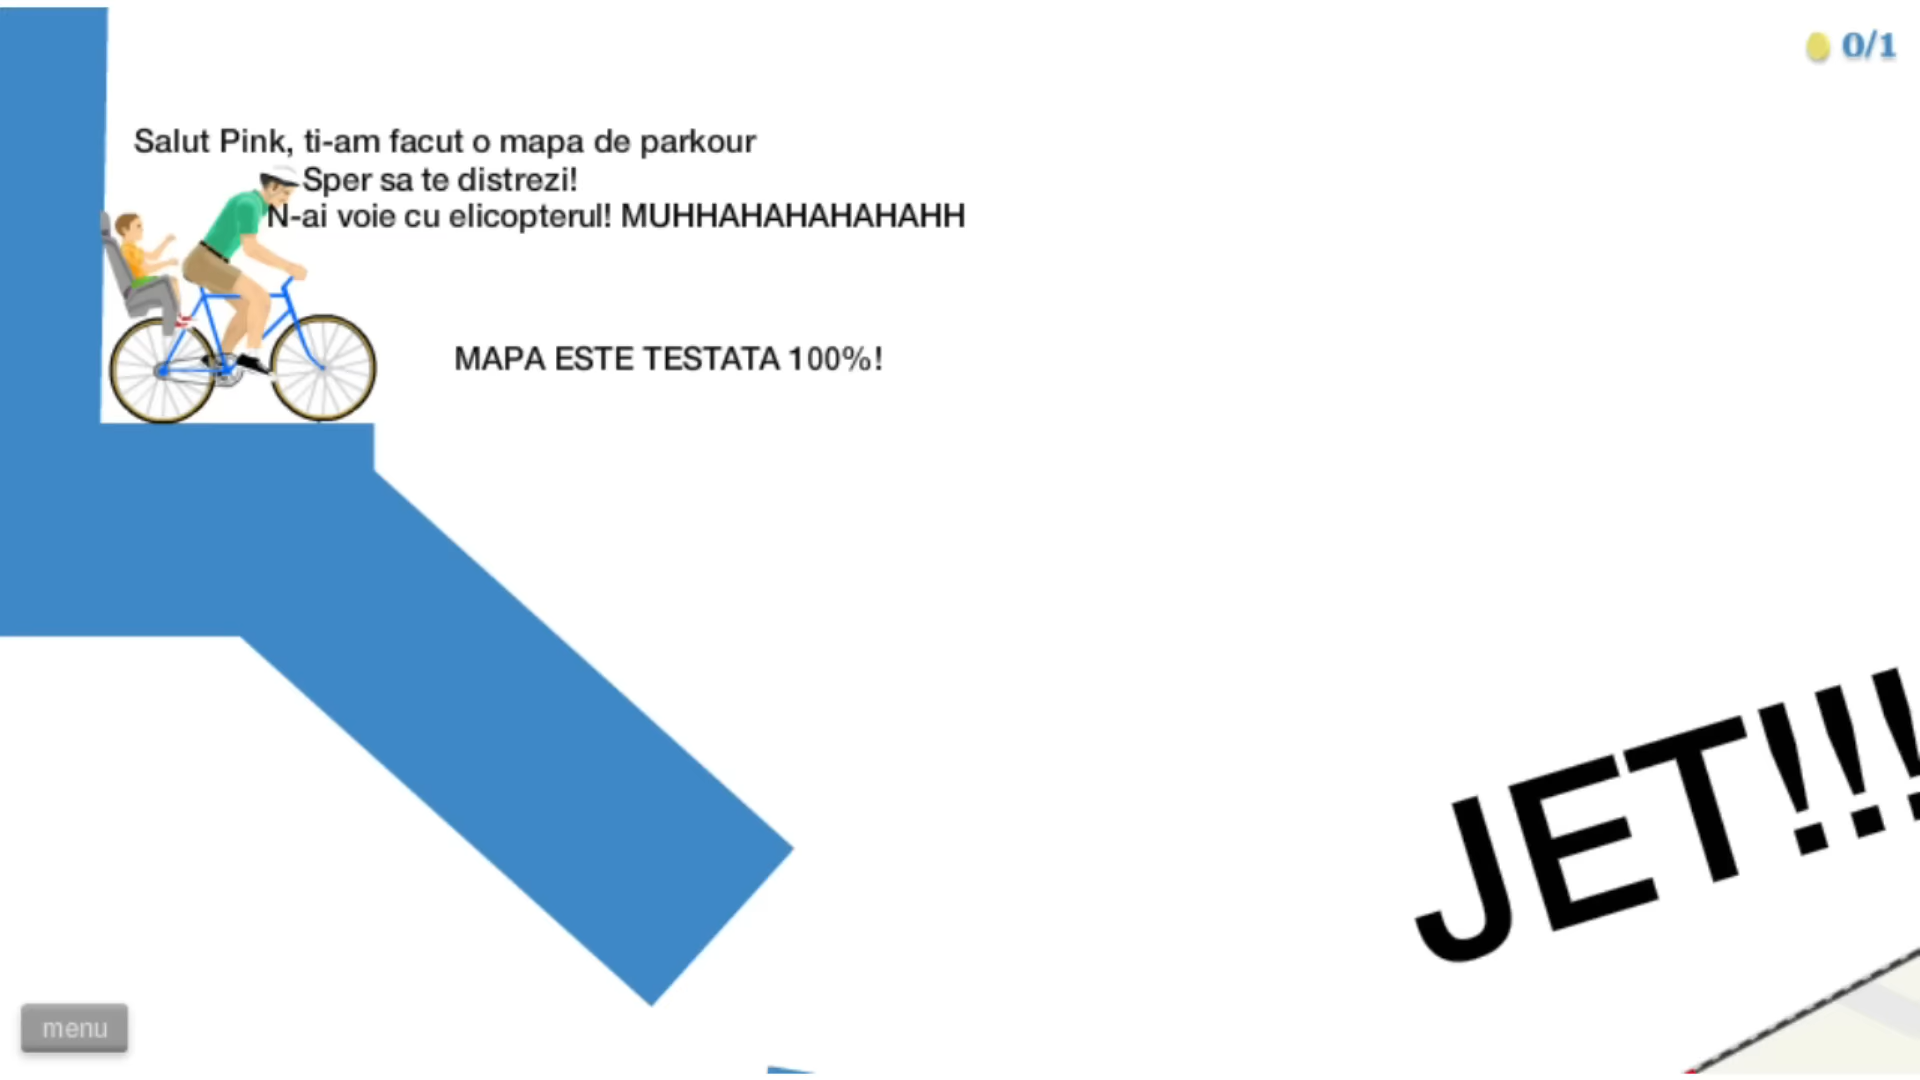 0/1
Salut Pink, ti-am facut o mapa de parkour
Sper sa te distrezi!
N-ai voie cu elicopterul! MUHHAHAHAHAHAHH
MAPA ESTE TESTATA 100%!
JET!!!
menu